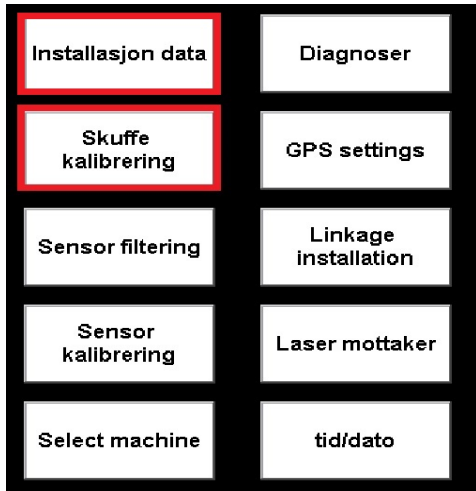 Installasjon data
Diagnoser
Skuffe
kalibrering
GPS settings
Sensor filtering
Linkage
installation
Sensor
kalibrering
Laser mottaker
Select machine
tid/dato